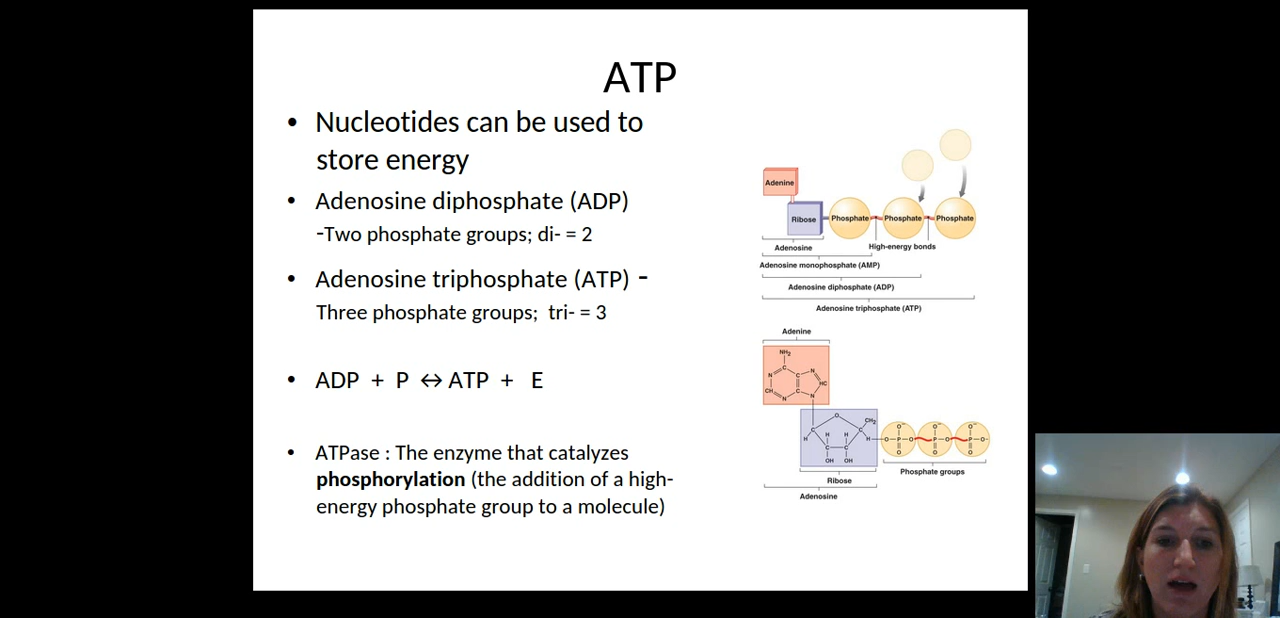 ATP
• Nucleotides can be used to
store energy
• Adenosine diphosphate (ADP)
-Two phosphate groups; di- = 2
• Adenosine triphosphate (ATP) -
Three phosphate groups; tri- = 3
• ADP + P ↔ ATP + E
• ATPase : The enzyme that catalyzes
phosphorylation (the addition of a high-
energy phosphate group to a molecule)
Adenine
Ribose Phosphate Phosphate Phosphate
Adenosine High-energy bonds
Adenosine monophosphate (AMP)
Adenosine diphosphate (ADP)
Adenosine triphosphate (ATP)
Adenine
NH2
N C C N HC
CH N C N
O CH2
H H H H
C C
OH OH
O- O- O-
O P O P O P O-
O O O
Phosphate groups
Ribose
Adenosine